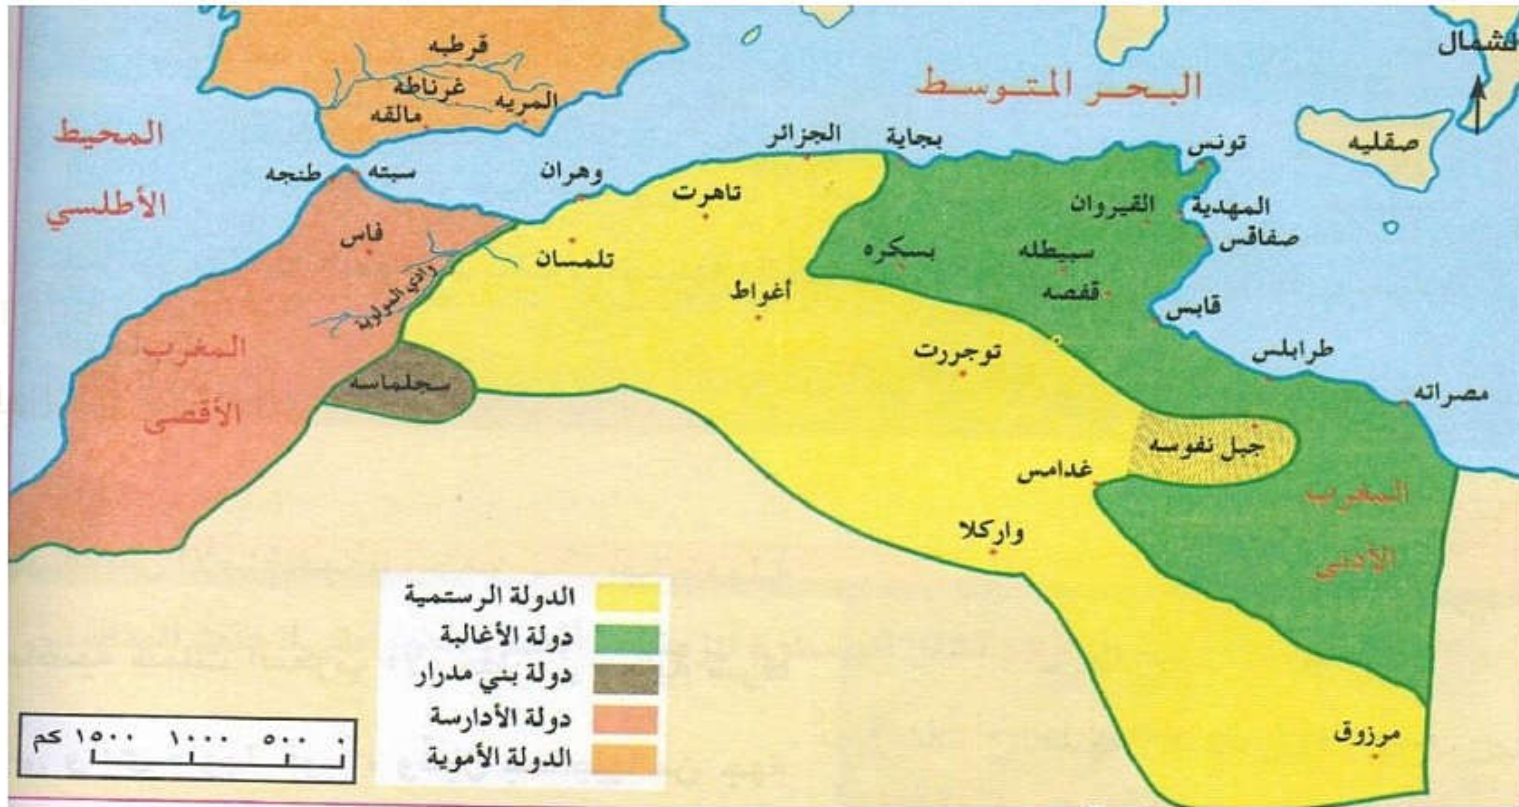 الشمال
قرطبه
غرناطة
المريه
مالقه
البحر المتوسط
صقليه
المحيط
الأطلسي
طنجه
سبته
وهران
الجزائر
بجاية
تونس
تاهرت
القيروان
المهدية
صفاقس
فاس
تلمسان
بسكره
سبيطله
قفصه
قابس
وادي المولوية
أغواط
توجررت
طرابلس
مصراته
المغرب
الأقصى
سجلماسه
جبل نفوسه
غدامس
المغرب
الأدنى
واركلا
مرزوق
الدولة الرستمية
دولة الأغالبة
دولة بني مدرار
دولة الأدارسة
الدولة الأموية
٠ ٥٠٠ ١٠٠٠ ١٥٠٠ كم